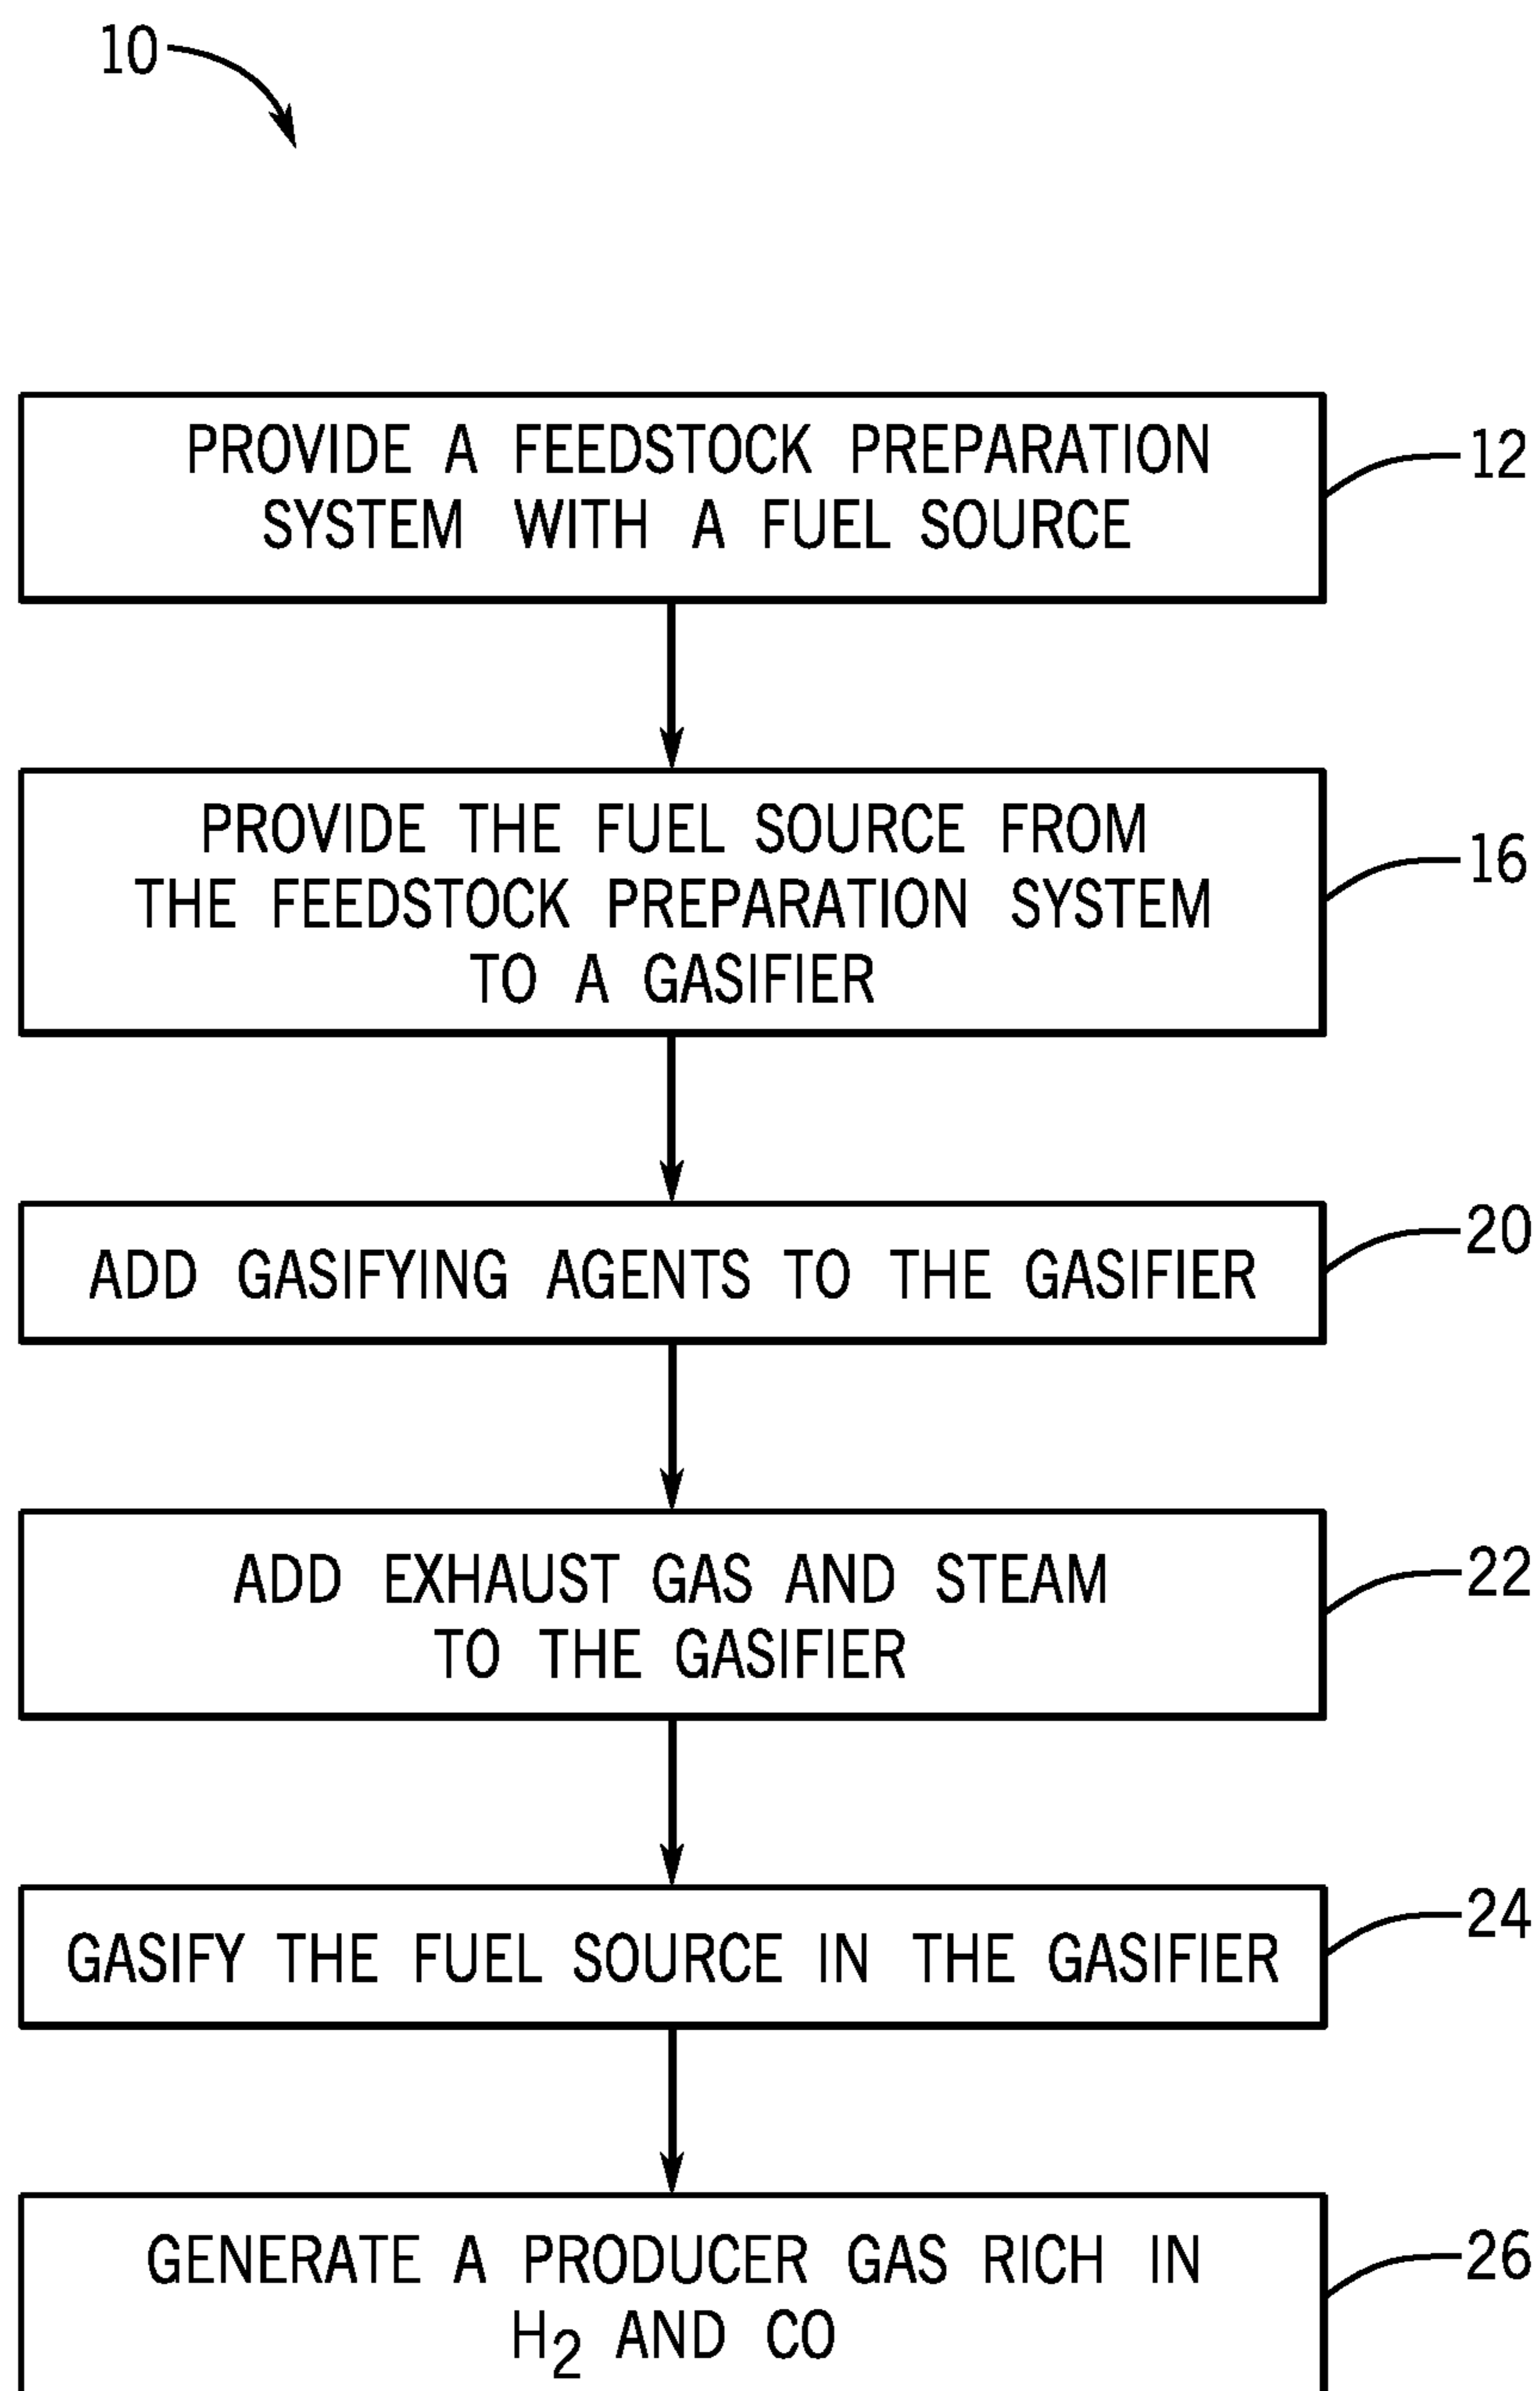 10
PROVIDE A FEEDSTOCK PREPARATION
SYSTEM WITH A FUEL SOURCE
12
PROVIDE THE FUEL SOURCE FROM
THE FEEDSTOCK PREPARATION SYSTEM
TO A GASIFIER
16
ADD GASIFYING AGENTS TO THE GASIFIER
20
ADD EXHAUST GAS AND STEAM
TO THE GASIFIER
22
GASIFY THE FUEL SOURCE IN THE GASIFIER
24
GENERATE A PRODUCER GAS RICH IN
H₂ AND CO
26